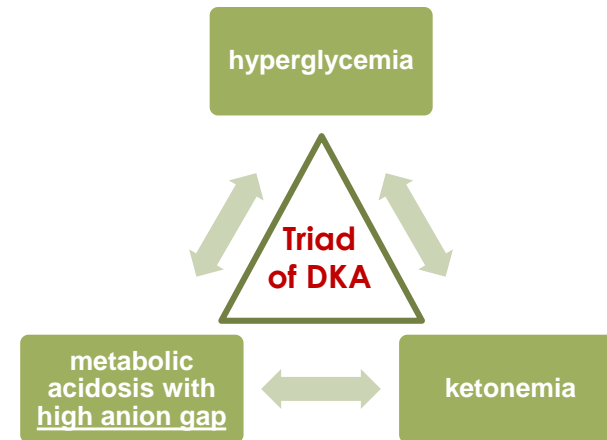 hyperglycemia
Triad
of DKA
metabolic
acidosis with
high anion gap
ketonemia